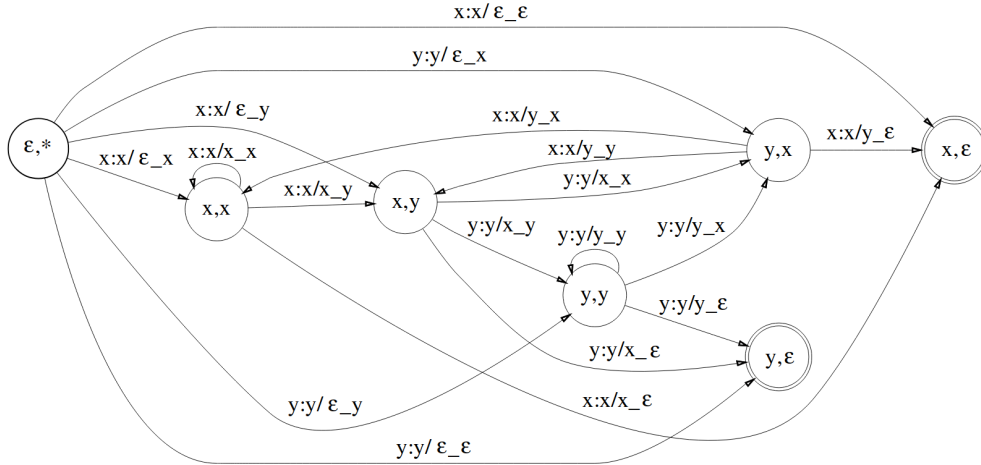 x:x/ ε_ε
y:y/ ε_x
x:x/ ε_y
x:x/y_x
x:x/y_ε
ε,*
x:x/ ε_x
x:x/x_x
x:x/y_y
y,x
x,ε
y:y/x_x
x:x/x_y
x,x
x,y
y:y/x_y
y:y/y_y
y:y/y_x
y,y
y:y/y_ε
y:y/x_ε
y,ε
y:y/ ε_y
x:x/x_ε
y:y/ ε_ε